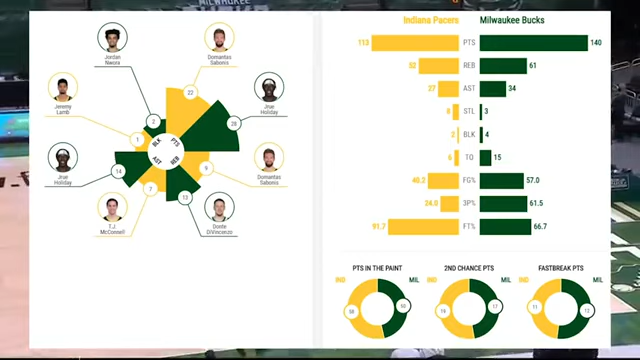 MILWAUKEE
Indiana Pacers
Milwaukee Bucks
Jordan
Nwora
Domantas
Sabonis
Jeremy
Lamb
Jrue
Holiday
Jrue
Holiday
Domantas
Sabonis
T.J.
McConnell
Donte
DiVincenzo
22
28
9
13
7
14
1
2
PTS
REB
AST
BLK
113 PTS 140
52 REB 61
27 AST 34
8 STL 3
2 BLK 4
6 TO 15
40.2 FG% 57.0
24.0 3P% 61.5
91.7 FT% 66.7
PTS IN THE PAINT
IND MIL
58 60
2ND CHANCE PTS
IND MIL
19 17
FASTBREAK PTS
IND MIL
11 12